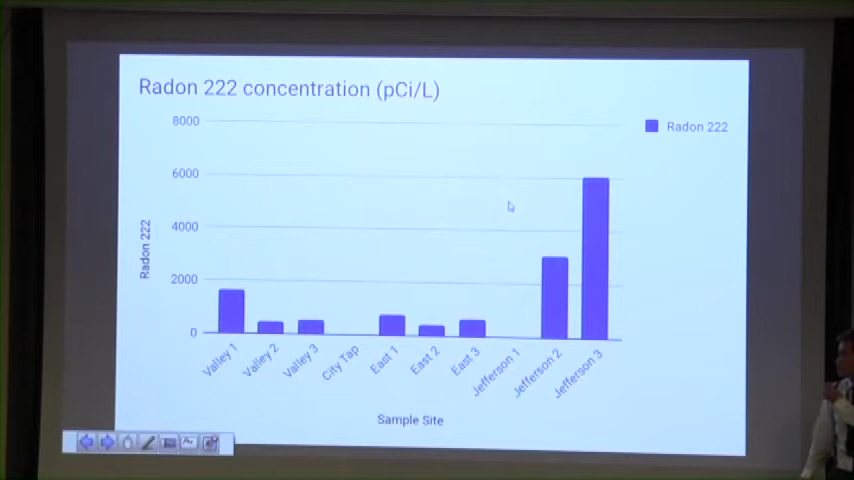 Radon 222 concentration (pCi/L)
8000
6000
4000
2000
0
Radon 222
Radon 222
Valley 1
Valley 2
Valley 3
City Tap
East 1
East 2
East 3
Jefferson 1
Jefferson 2
Jefferson 3
Sample Site